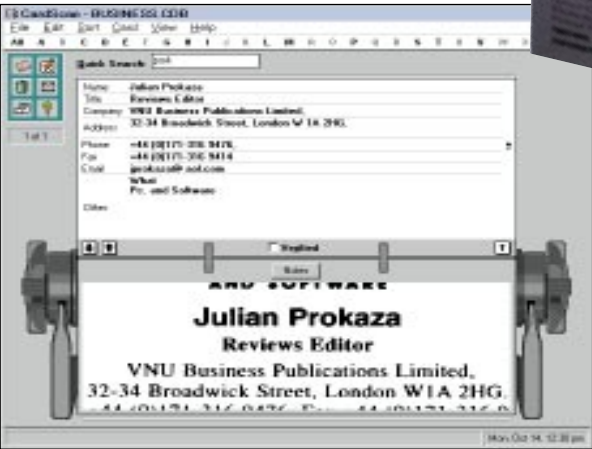 CardScan - BUSINESS.CDB
File Edit Sort Card View Help
All A B C D E F G H I J K L M N O P Q R S T U V W
Quick Search:
Name Julian Prokaza
Title Reviews Editor
Company VNU Business Publications Limited,
Address 32-34 Broadwick Street, London W 1A 2HG.
Phone +44 (0)171-316 9476,
Fax +44 (0)171-316 9414
Email jprokaza@aol.com
What
Pc. and Software
Other
1 of 1
Replied
Notes
AND SOFTWARE
Julian Prokaza
Reviews Editor
VNU Business Publications Limited,
32-34 Broadwick Street, London W1A 2HG.
Mon, Oct 14, 12:30 pm